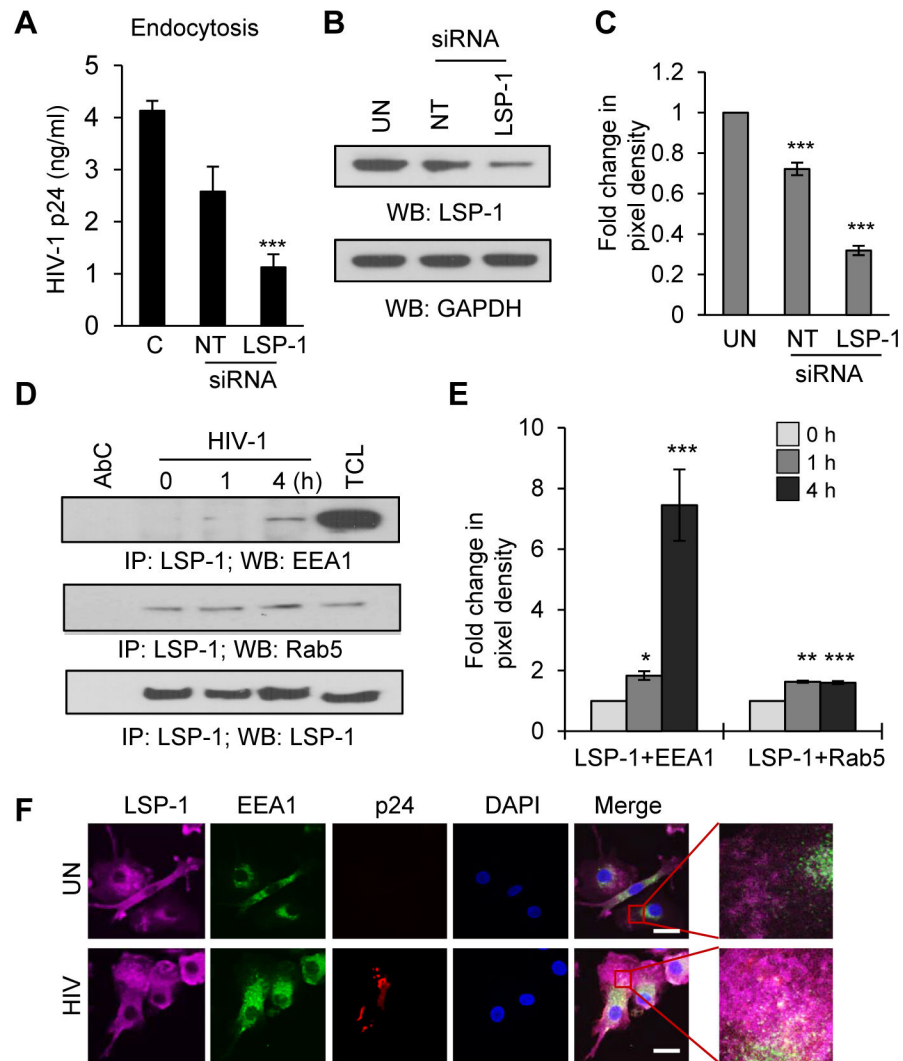 A
Endocytosis
HIV-1 p24 (ng/ml)
5
4
3
2
1
0
***
C NT LSP-1
siRNA
B
siRNA
UN NT LSP-1
WB: LSP-1
WB: GAPDH
C
Fold change in
pixel density
1.2
1
0.8
0.6
0.4
0.2
0
***
***
UN NT LSP-1
siRNA
D
HIV-1
AbC 0 1 4 (h) TCL
IP: LSP-1; WB: EEA1
IP: LSP-1; WB: Rab5
IP: LSP-1; WB: LSP-1
E
Fold change in
pixel density
10
8
6
4
2
0
0 h
1 h
4 h
* ***
** ***
LSP-1+EEA1 LSP-1+Rab5
F
LSP-1 EEA1 p24 DAPI Merge
UN
HIV